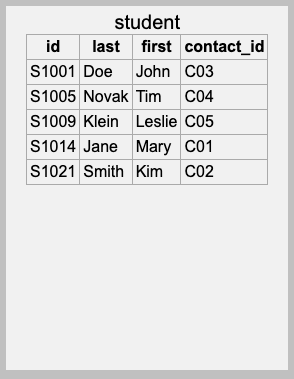 student
id last first contact_id
S1001 Doe John C03
S1005 Novak Tim C04
S1009 Klein Leslie C05
S1014 Jane Mary C01
S1021 Smith Kim C02